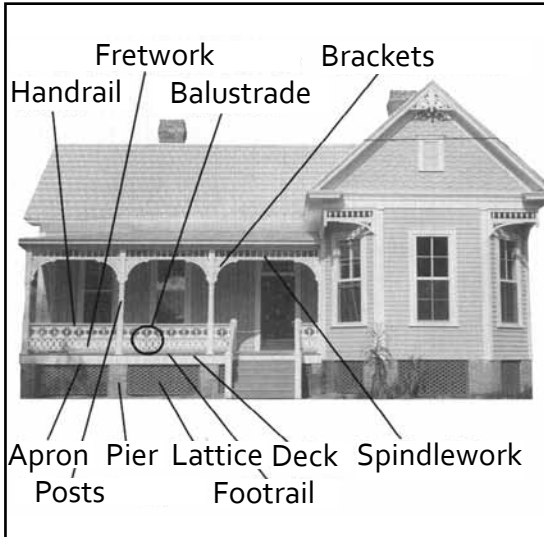 Fretwork Brackets
Handrail Balustrade
Apron Pier Lattice Deck Spindlework
Posts Footrail